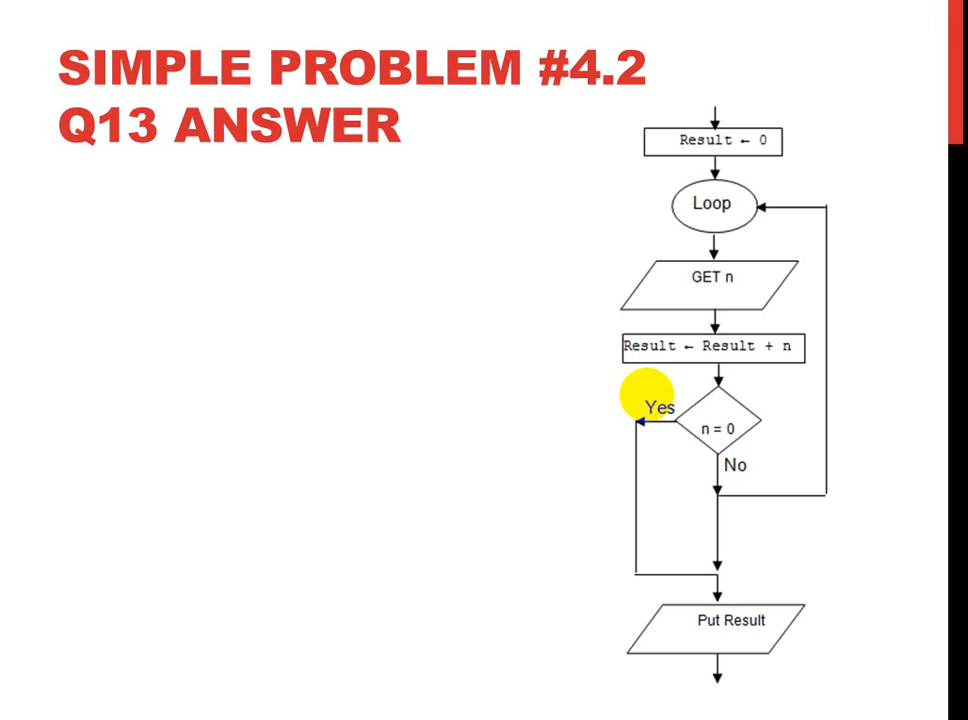 SIMPLE PROBLEM #4.2
Q13 ANSWER
Result ← 0
Loop
GET n
Result ← Result + n
Yes
n = 0
No
Put Result